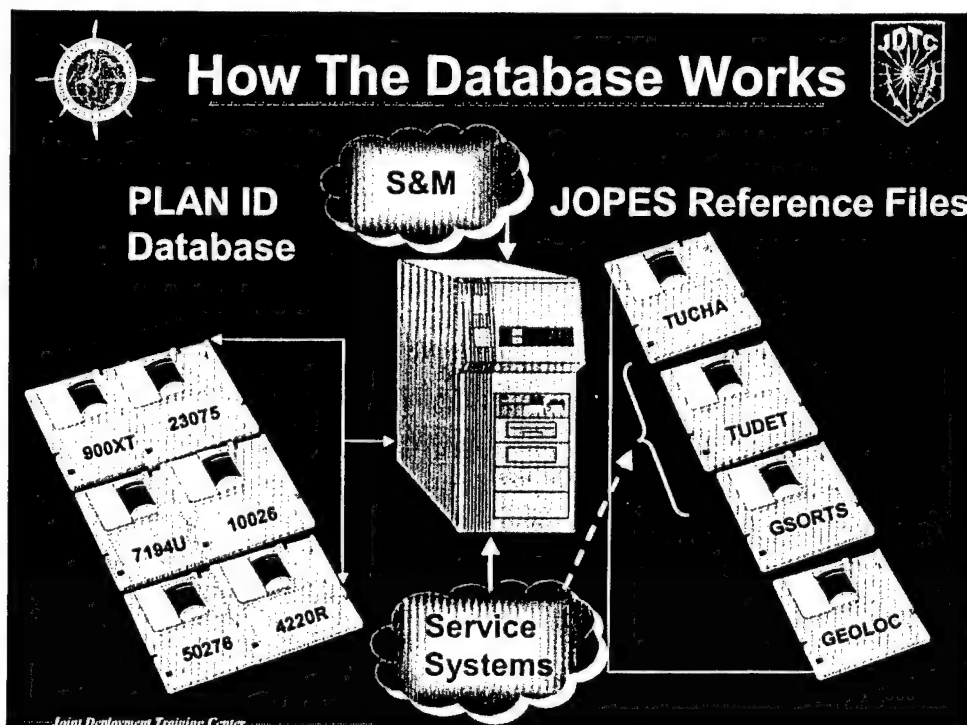 How The Database Works
JDTC
S&M
PLAN ID
Database
JOPES Reference Files
TUCHA
TUDET
GSORTS
GEOLOC
900XT
23075
7194U
10026
50276
4220R
Service
Systems
Joint Deployment Training Center